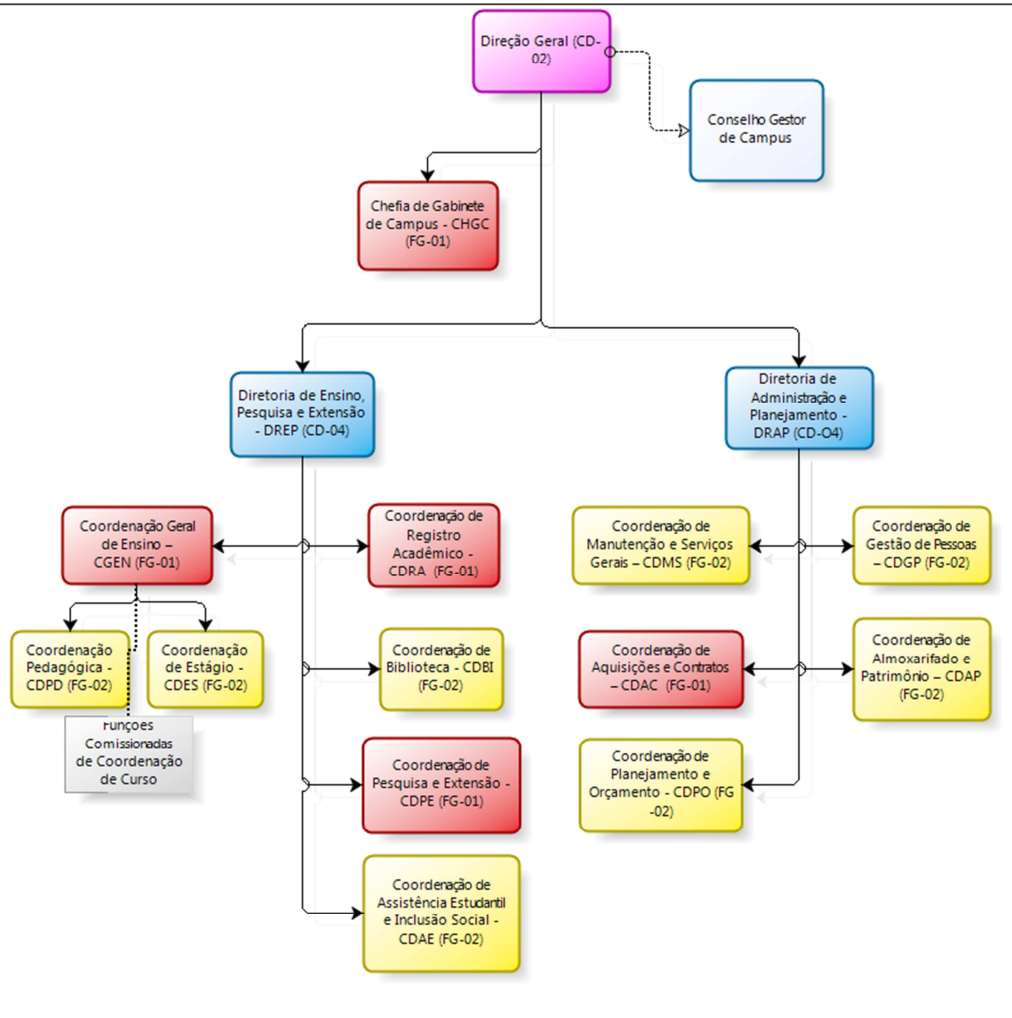 Direção Geral (CD-
02)
Conselho Gestor
de Campus
Chefia de Gabinete
de Campus - CHGC
(FG-01)
Diretoria de Ensino,
Pesquisa e Extensão
- DREP (CD-04)
Diretoria de
Administração e
Planejamento -
DRAP (CD-O4)
Coordenação Geral
de Ensino –
CGEN (FG-01)
Coordenação de
Registro
Acadêmico -
CDRA (FG-01)
Coordenação de
Manutenção e Serviços
Gerais – CDMS (FG-02)
Coordenação de
Gestão de Pessoas
– CDGP (FG-02)
Coordenação
Pedagógica -
CDPD (FG-02)
Coordenação
de Estágio -
CDES (FG-02)
Coordenação de
Biblioteca - CDBI
(FG-02)
Coordenação de
Aquisições e Contratos
– CDAC (FG-01)
Coordenação de
Almoxarifado e
Patrimônio – CDAP
(FG-02)
Funções
Comissionadas
de Coordenação
de Curso
Coordenação de
Pesquisa e Extensão -
CDPE (FG-01)
Coordenação de
Planejamento e
Orçamento - CDPO (FG
-02)
Coordenação de
Assistência Estudantil
e Inclusão Social -
CDAE (FG-02)